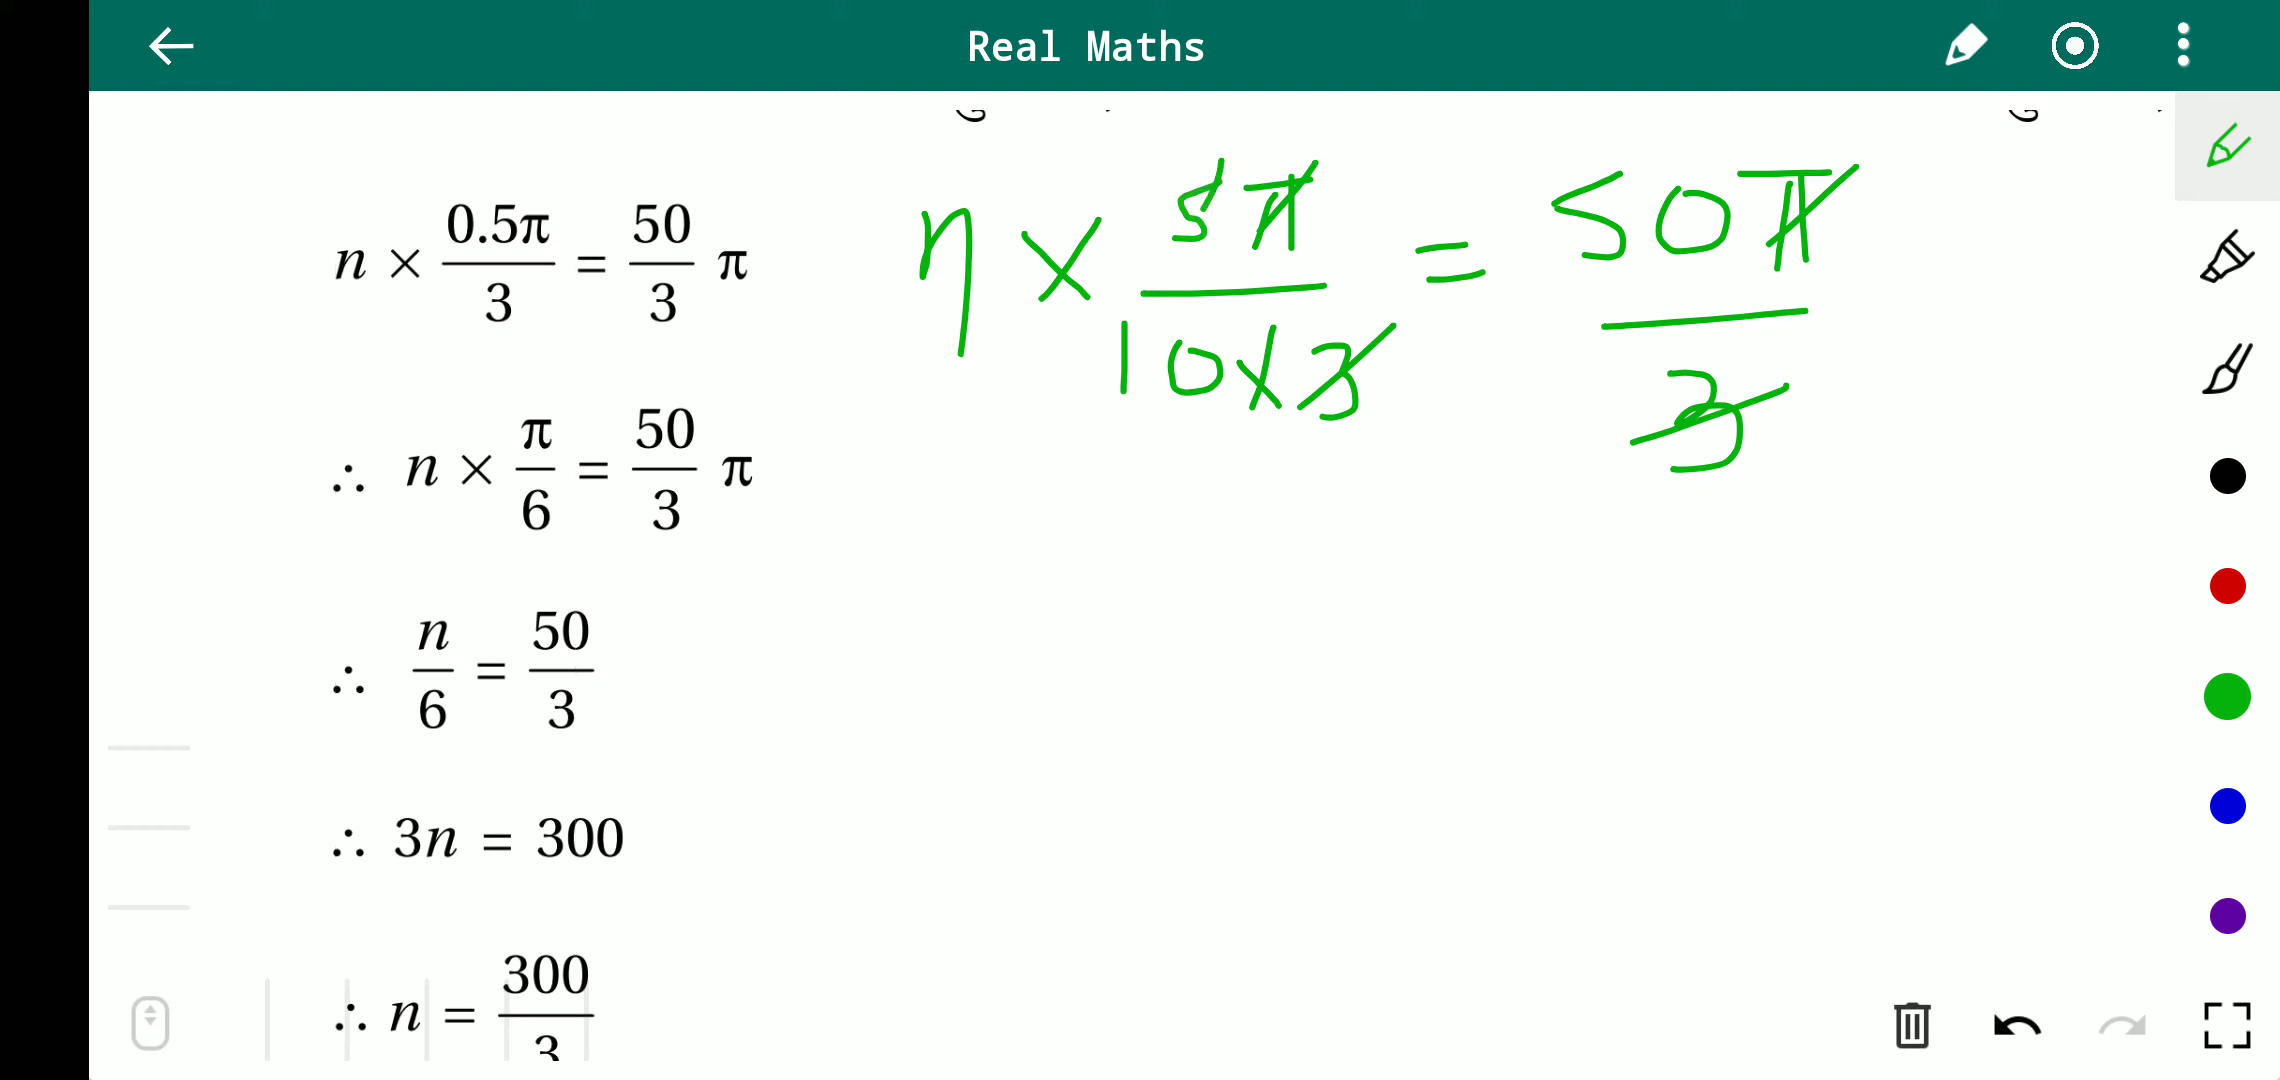 Real Maths
n × 0.5π/3 = 50/3 π
∴ n × π/6 = 50/3 π
∴ n/6 = 50/3
∴ 3n = 300
∴ n = 300/3
n × 5π/10×3 = 50π/3